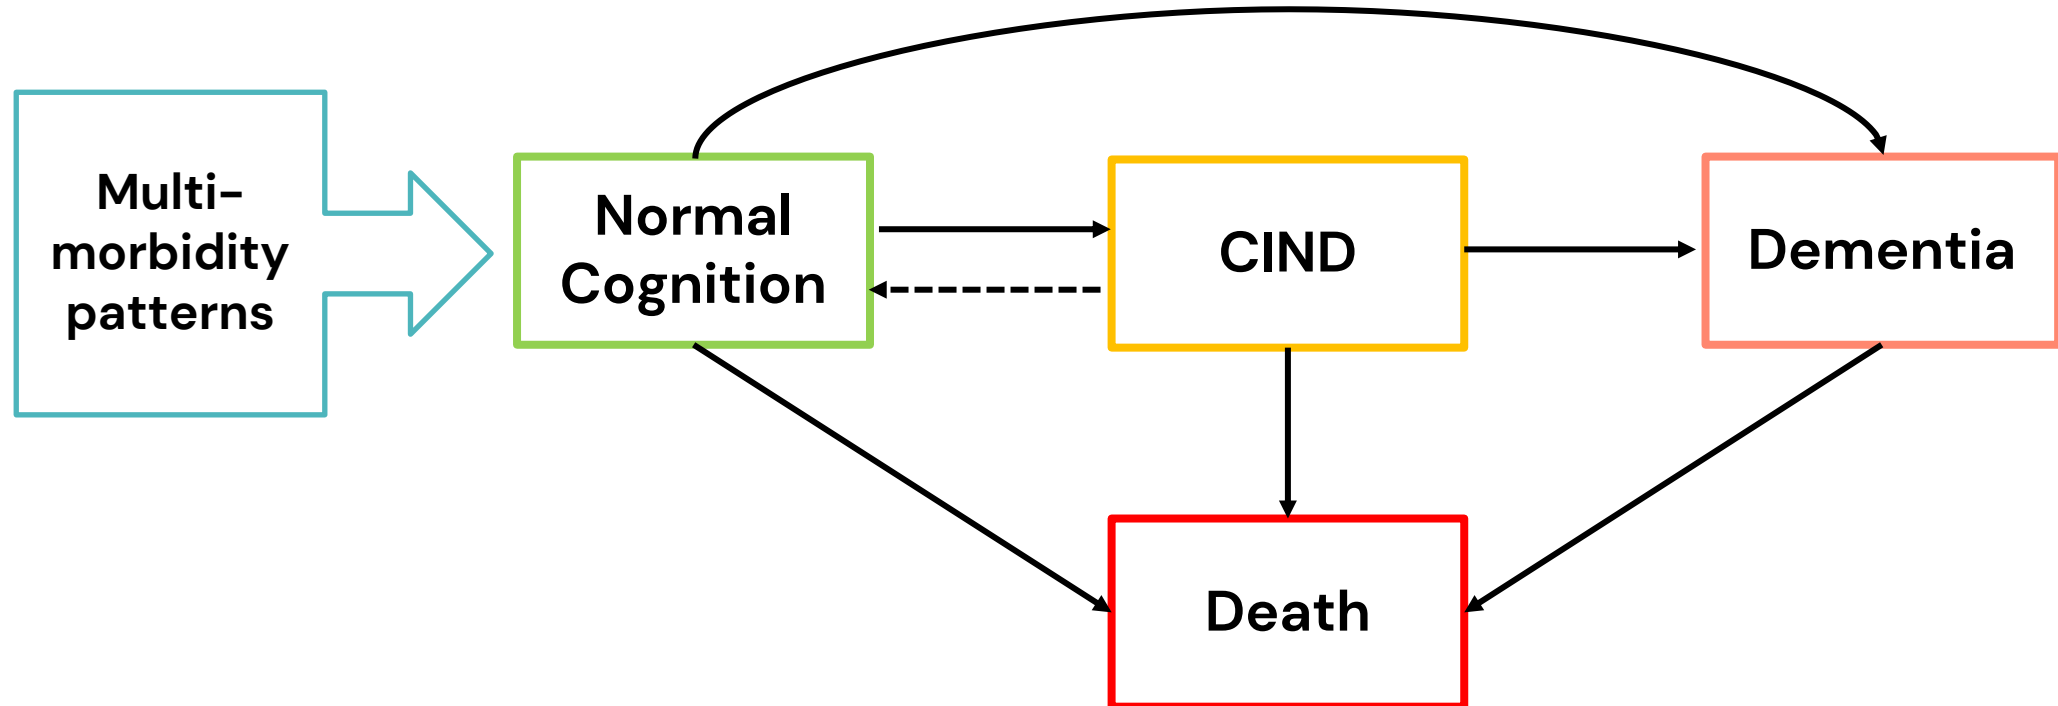 Multi-
morbidity
patterns
Normal
Cognition
CIND
Dementia
Death